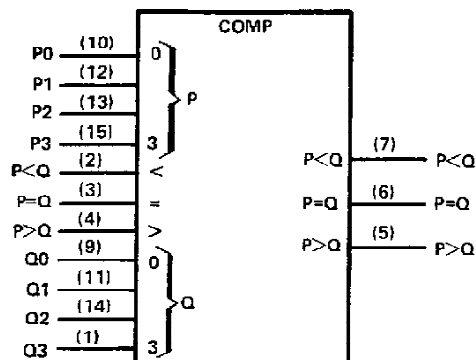 COMP
P0 (10) 0
P1 (12)
P2 (13) P
P3 (15) 3
P<Q (2) < P<Q (7) P<Q
P=Q (3) = P=Q (6) P=Q
P>Q (4) > P>Q (5) P>Q
Q0 (9) 0
Q1 (11) Q
Q2 (14)
Q3 (1) 3